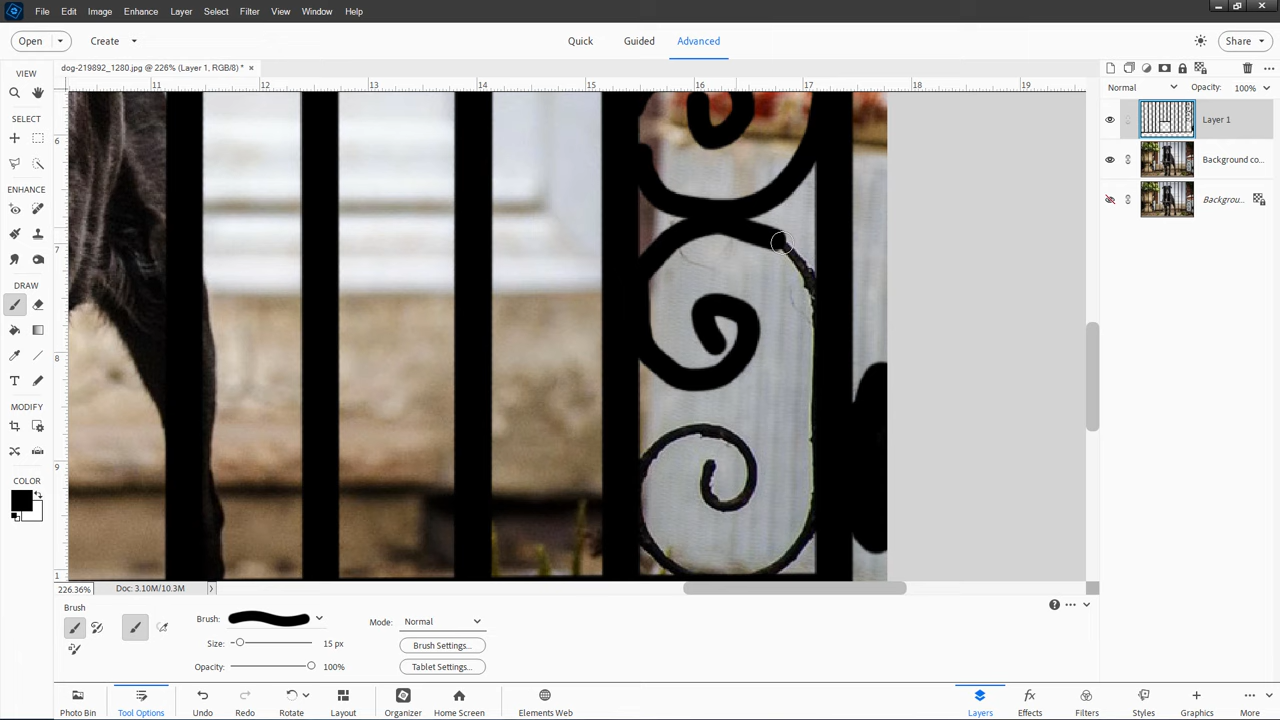 File Edit Image Enhance Layer Select Filter View Window Help
Open Create Quick Guided Advanced Share
dog-219892_1280.jpg @ 226% (Layer 1, RGB/8) *
VIEW
SELECT
ENHANCE
DRAW
MODIFY
COLOR
11 12 13 14 15 16 17 18 19
6
7
8
9
1
Normal Opacity: 100%
Layer 1
Background co...
Backgrou...
226.36% Doc: 3.10M/10.3M
Brush
Brush:
Size: 15 px
Opacity: 100%
Mode: Normal
Brush Settings...
Tablet Settings...
Photo Bin Tool Options Undo Redo Rotate Layout Organizer Home Screen Elements Web Layers Effects Filters Styles Graphics More